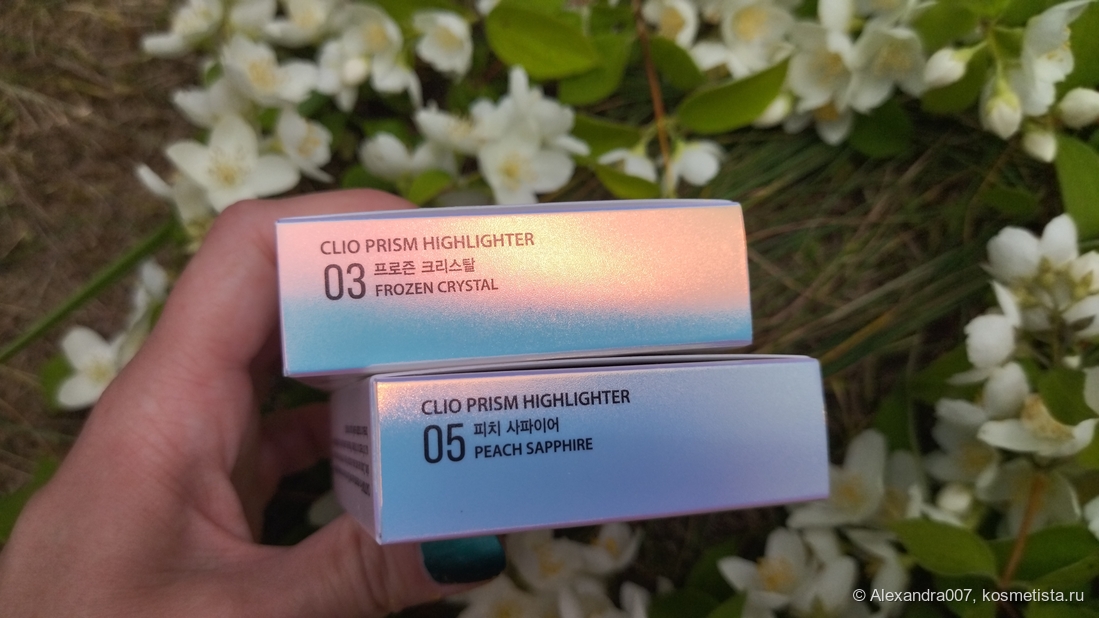 CLIO PRISM HIGHLIGHTER
03 프로즌 크리스탈
FROZEN CRYSTAL
CLIO PRISM HIGHLIGHTER
05 피치 사파이어
PEACH SAPPHIRE
© Alexandra007, kosmetista.ru